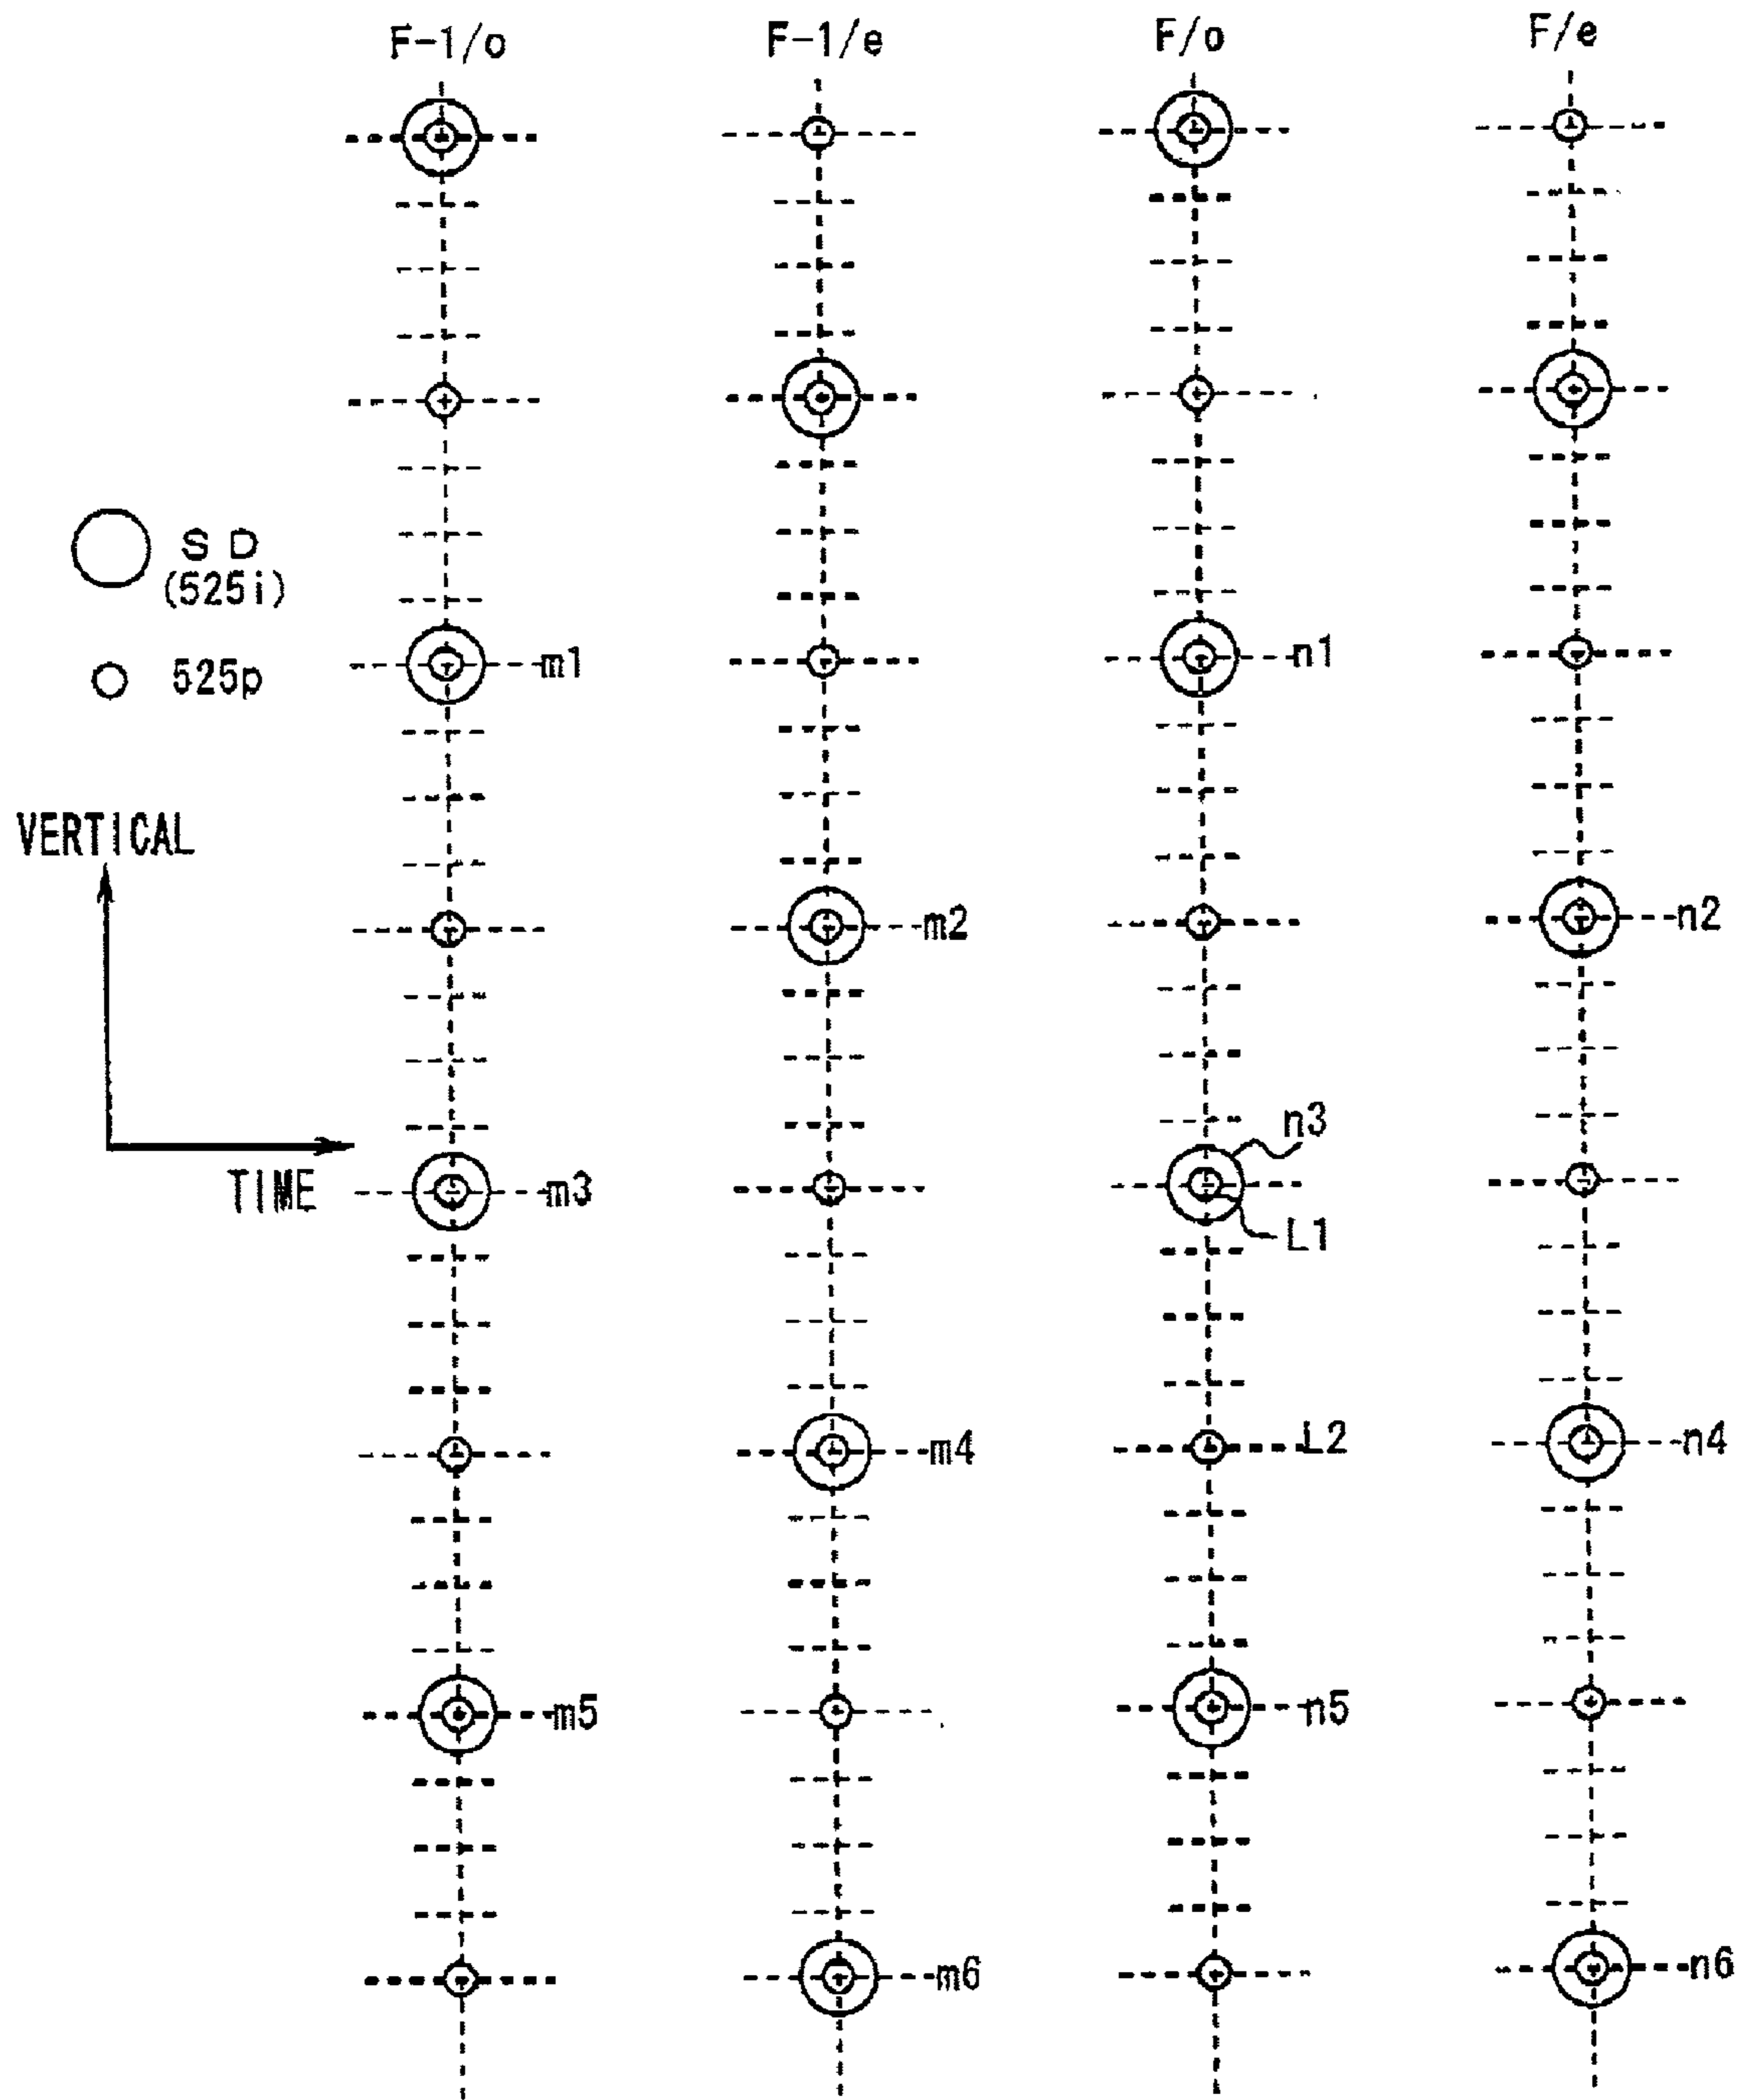 F-1/o
F-1/e
F/o
F/e
SD
(525i)
525p
m1
n1
VERTICAL
m2
n2
n3
TIME
m3
L1
m4
L2
n4
m5
n5
m6
n6